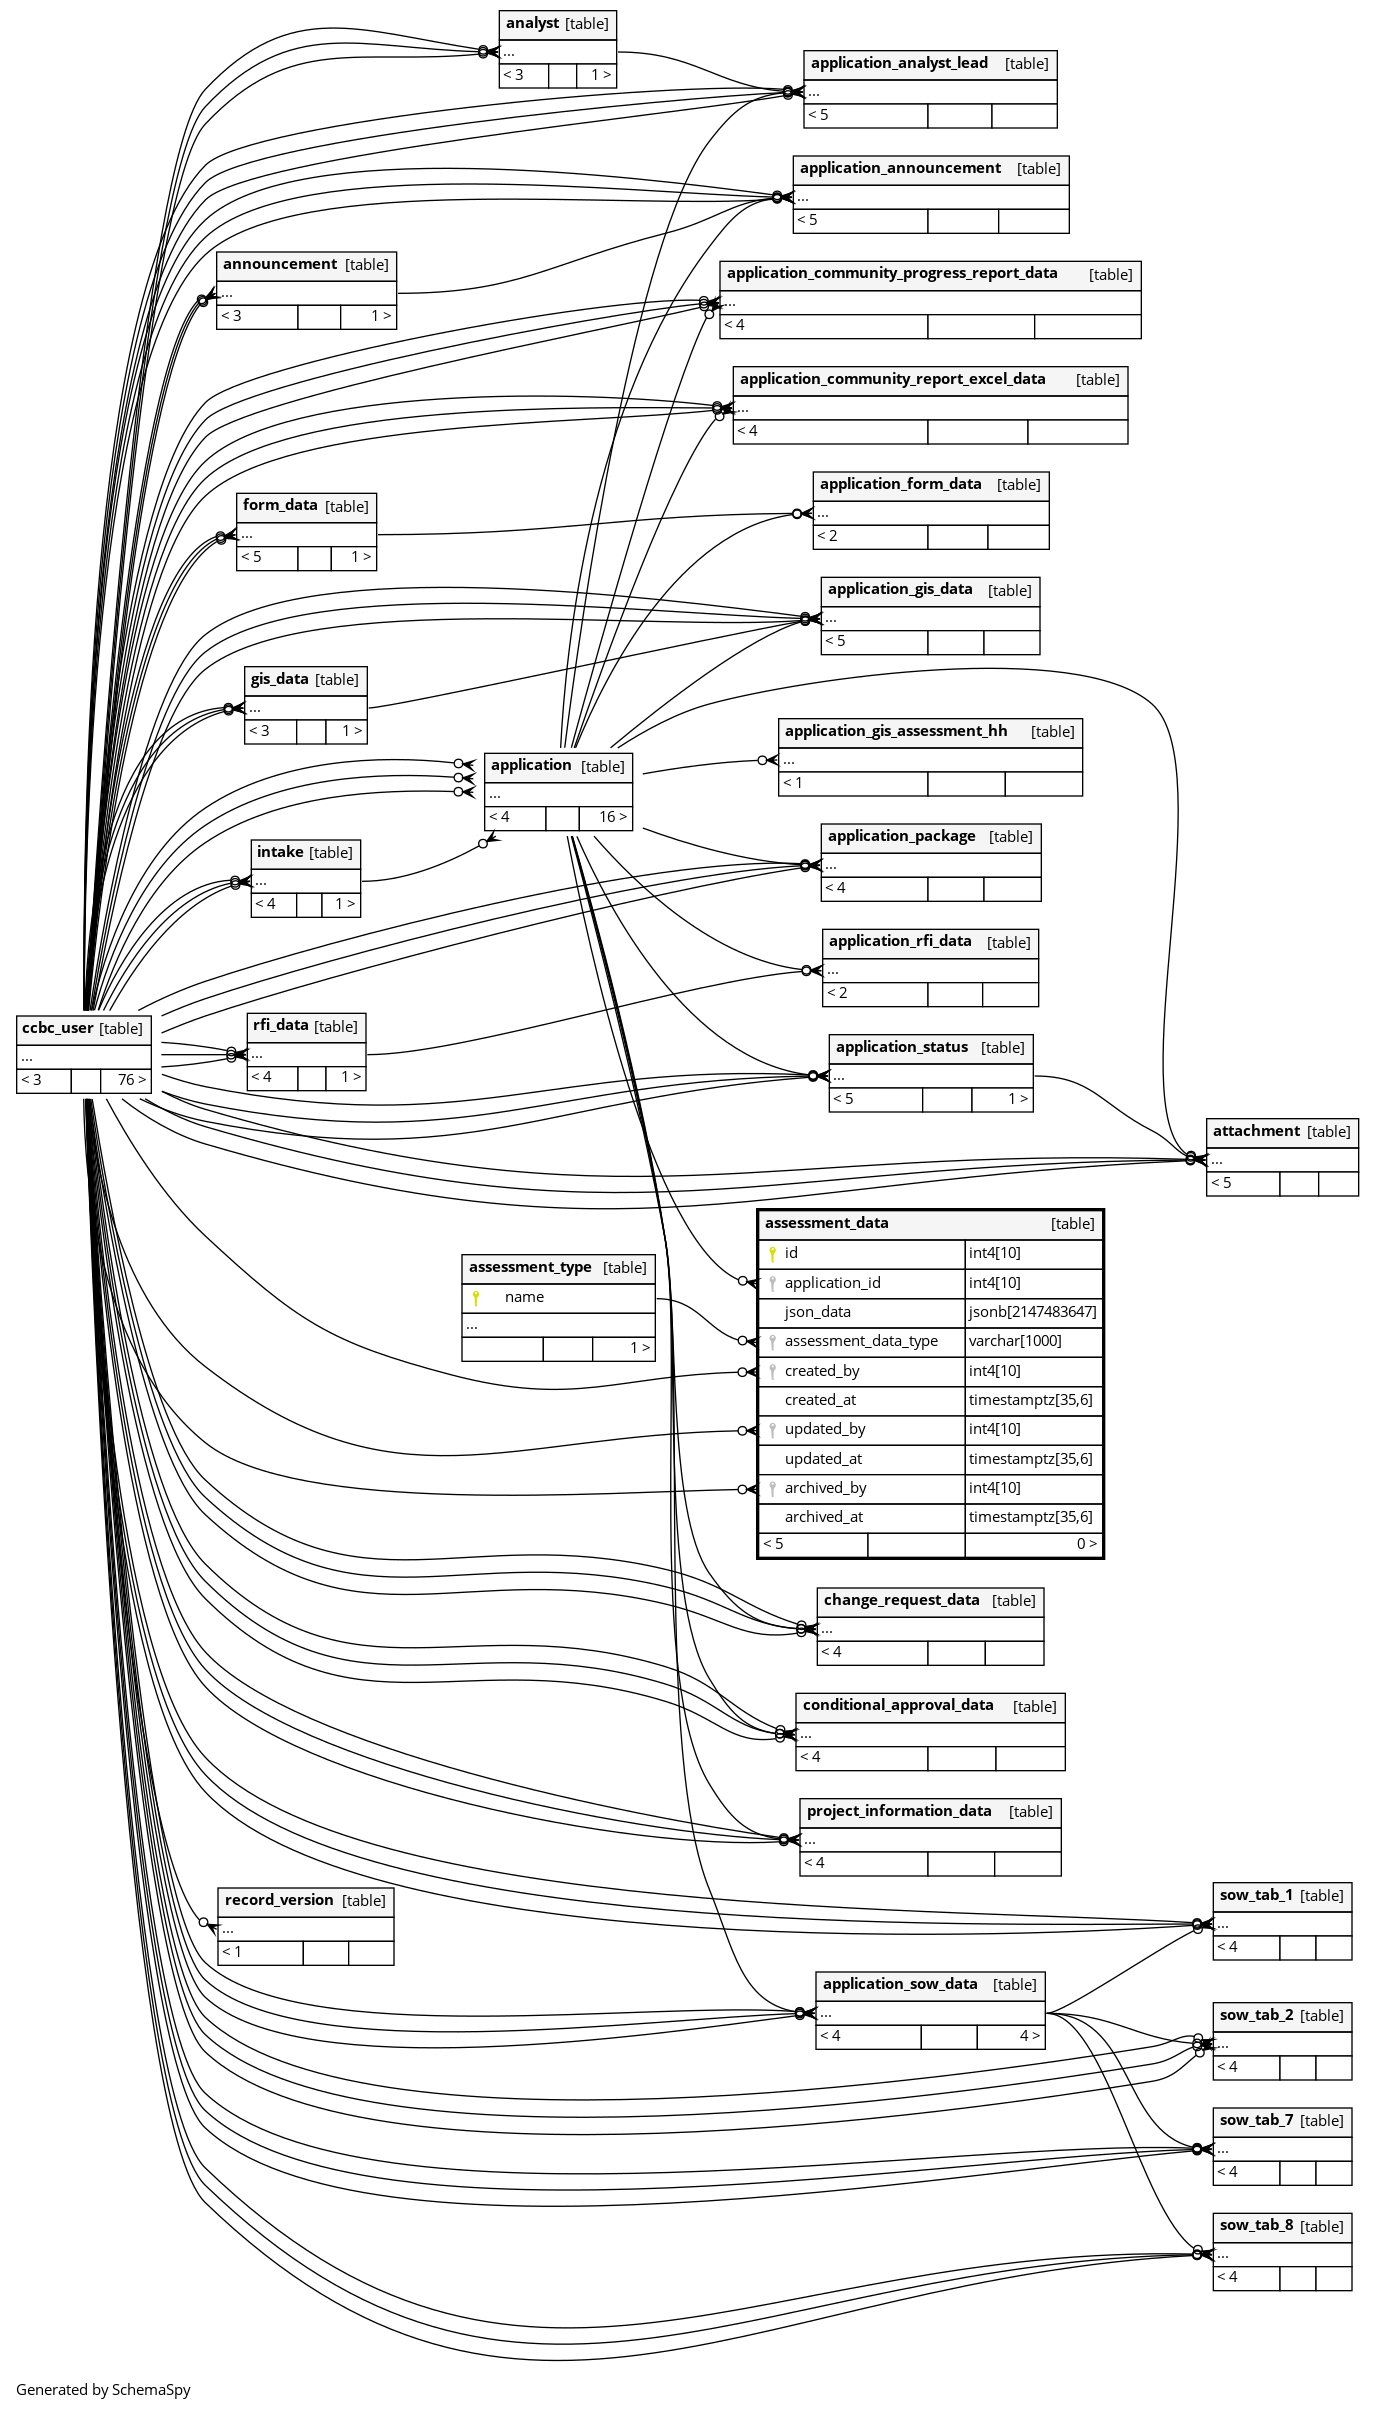 analyst [table]
...
< 3 1 >
application_analyst_lead [table]
...
< 5
application_announcement [table]
...
< 5
announcement [table]
...
< 3 1 >
application_community_progress_report_data [table]
...
< 4
application_community_report_excel_data [table]
...
< 4
application_form_data [table]
...
< 2
form_data [table]
...
< 5 1 >
application_gis_data [table]
...
< 5
gis_data [table]
...
< 3 1 >
application_gis_assessment_hh [table]
...
< 1
application [table]
...
< 4 16 >
application_package [table]
...
< 4
intake [table]
...
< 4 1 >
application_rfi_data [table]
...
< 2
ccbc_user [table]
...
< 3 76 >
rfi_data [table]
...
< 4 1 >
application_status [table]
...
< 5 1 >
attachment [table]
...
< 5
assessment_data [table]
id int4[10]
application_id int4[10]
json_data jsonb[2147483647]
assessment_data_type varchar[1000]
created_by int4[10]
created_at timestamptz[35,6]
updated_by int4[10]
updated_at timestamptz[35,6]
archived_by int4[10]
archived_at timestamptz[35,6]
< 5 0 >
assessment_type [table]
name
...
1 >
change_request_data [table]
...
< 4
conditional_approval_data [table]
...
< 4
project_information_data [table]
...
< 4
record_version [table]
...
< 1
sow_tab_1 [table]
...
< 4
application_sow_data [table]
...
< 4 4 >
sow_tab_2 [table]
...
< 4
sow_tab_7 [table]
...
< 4
sow_tab_8 [table]
...
< 4
Generated by SchemaSpy